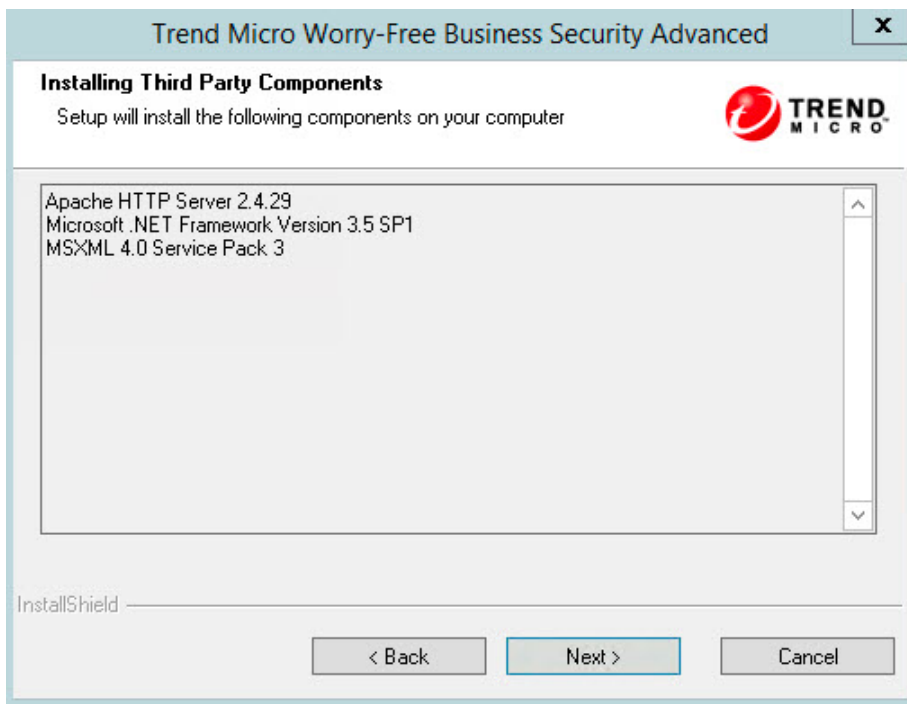 Trend Micro Worry-Free Business Security Advanced
X
Installing Third Party Components
Setup will install the following components on your computer
TREND
MICRO
Apache HTTP Server 2.4.29
Microsoft .NET Framework Version 3.5 SP1
MSXML 4.0 Service Pack 3
InstallShield
< Back
Next >
Cancel